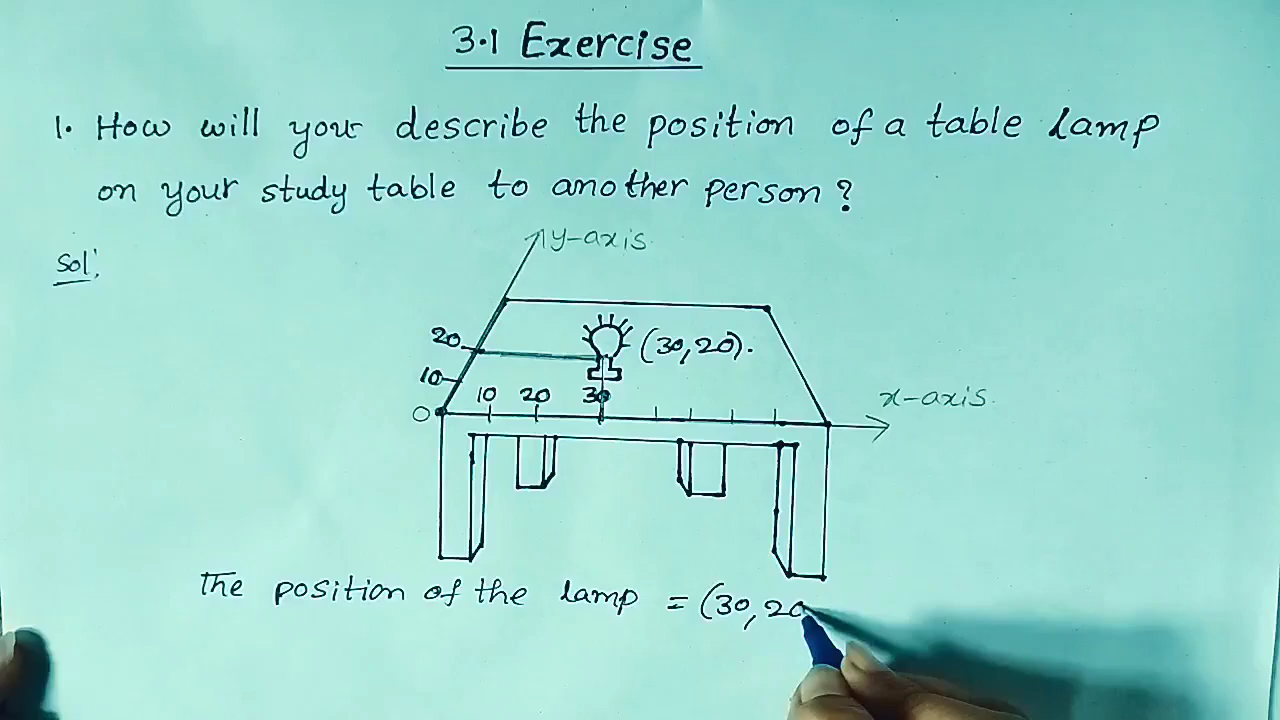 3.1 Exercise
1. How will your describe the position of a table lamp
on your study table to another person?
Sol:
y-axis
20
(30,20).
10
10 20 30
x-axis.
0
The position of the lamp = (30,20